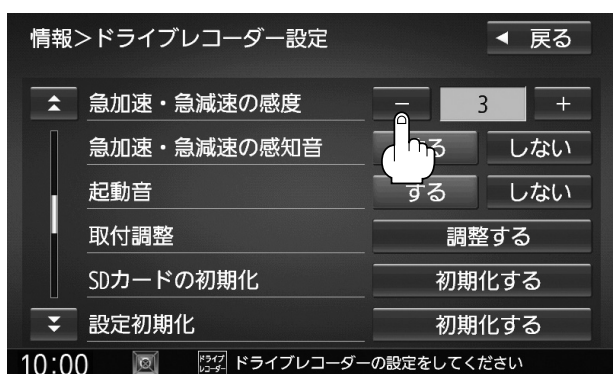 情報>ドライブレコーダー設定 ◀ 戻る
急加速・急減速の感度 － 3 ＋
急加速・急減速の感知音 する しない
起動音 する しない
取付調整 調整する
SDカードの初期化 初期化する
設定初期化 初期化する
10:00 ドライブレコーダー ドライブレコーダーの設定をしてください